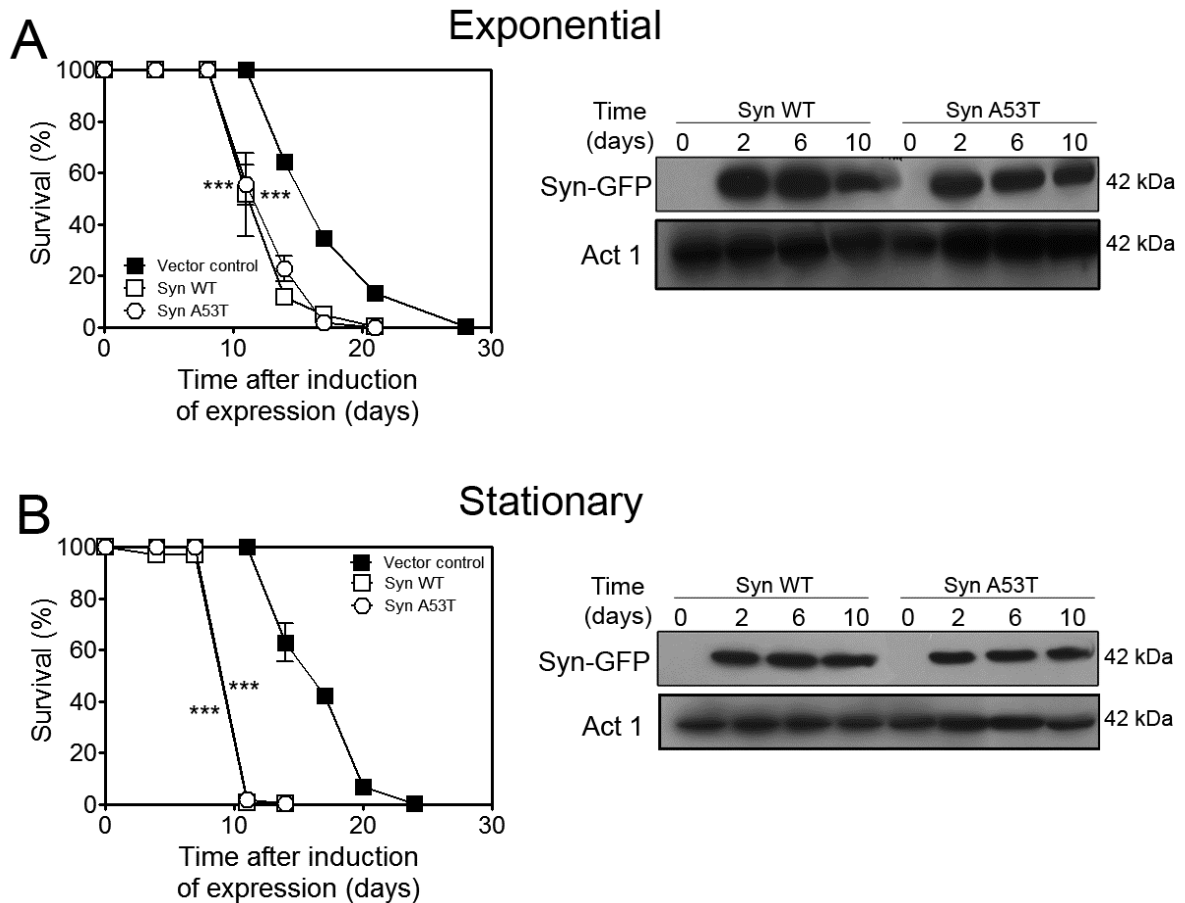 A
Exponential
100
80
60
40
20
0
Survival (%)
***
***
Vector control
Syn WT
Syn A53T
0
10
20
30
Time after induction
of expression (days)
Time
(days)
Syn WT
Syn A53T
0 2 6 10 0 2 6 10
Syn-GFP
42 kDa
Act 1
42 kDa
B
Stationary
100
80
60
40
20
0
Survival (%)
***
***
Vector control
Syn WT
Syn A53T
0
10
20
30
Time after induction
of expression (days)
Time
(days)
Syn WT
Syn A53T
0 2 6 10 0 2 6 10
Syn-GFP
42 kDa
Act 1
42 kDa